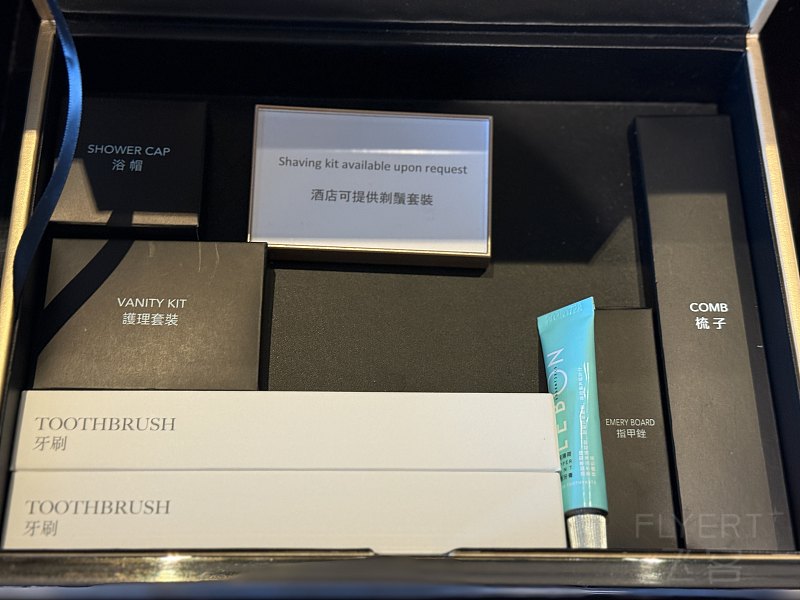 SHOWER CAP
浴帽
Shaving kit available upon request
酒店可提供剃鬚套裝
VANITY KIT
護理套裝
COMB
梳子
TOOTHBRUSH
牙刷
EMERY BOARD
指甲銼
TOOTHBRUSH
牙刷
FLYERT